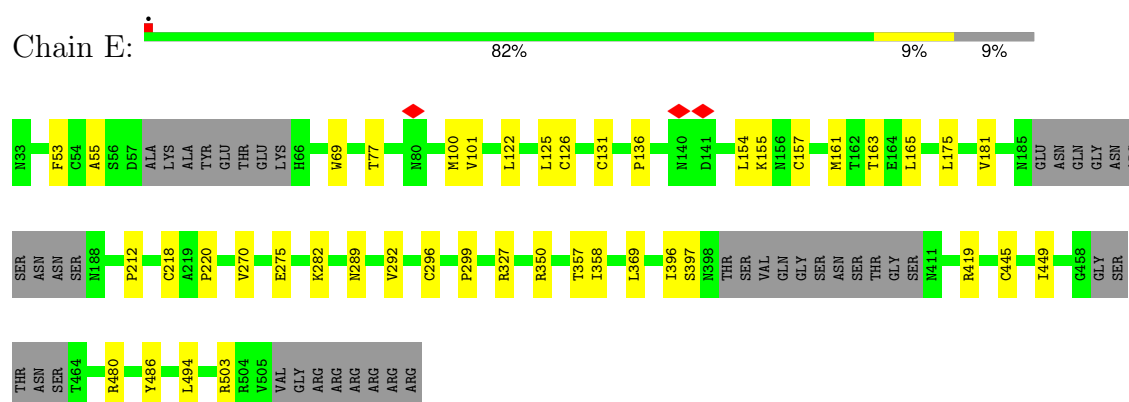 Chain E:
82% 9% 9%
N33 F53 C54 A55 S56 D57 ALA LYS ALA TYR GLU THR GLU LYS H66 W69 T77 N80 M100 V101 L122 L125 C126 C131 P136 N140 D141 L154 K155 N156 C157 M161 T162 T163 E164 L165 L175 V181 N185 GLU ASN GLN GLY ASN
SER ASN ASN SER N188 P212 C218 A219 P220 V270 E275 K282 N289 V292 C296 P299 R327 R350 T357 I358 L369 I396 S397 N398 THR SER VAL GLN GLY SER ASN SER THR GLY SER N411 R419 C445 I449 G458 GLY SER
THR ASN SER T464 R480 Y486 L494 R503 R504 V505 VAL GLY ARG ARG ARG ARG ARG ARG